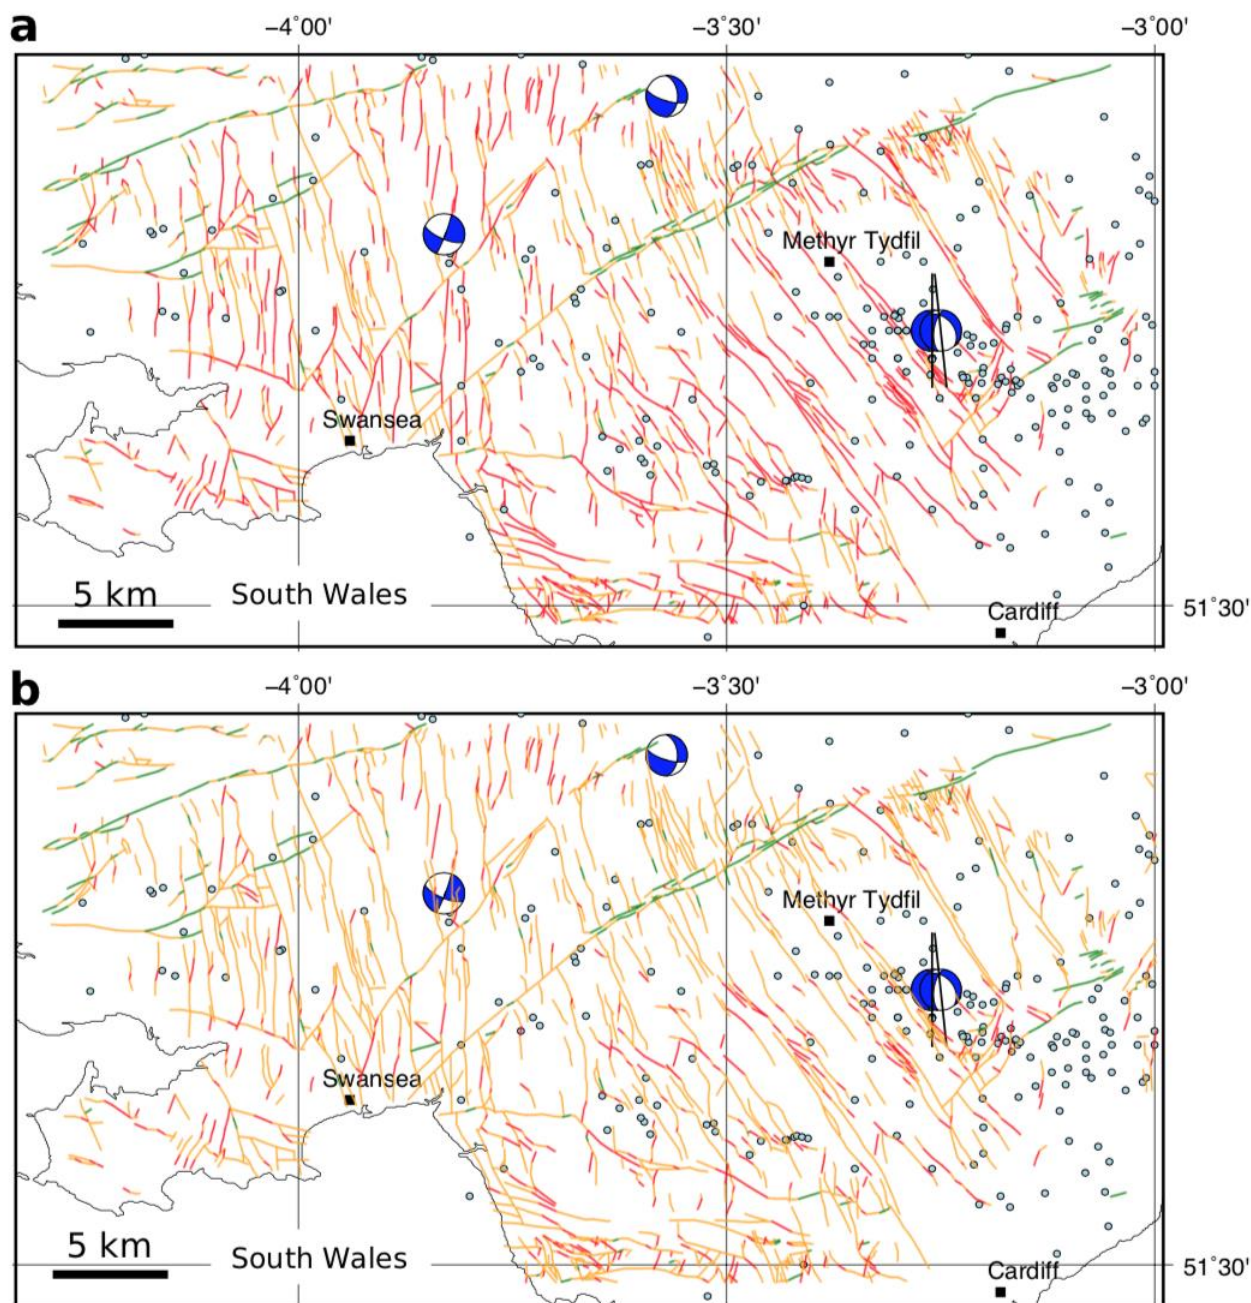 a
−4˚00' −3˚30' −3˚00'
Methyr Tydfil
Swansea
5 km South Wales
Cardiff
51˚30'
b
−4˚00' −3˚30' −3˚00'
Methyr Tydfil
Swansea
5 km South Wales
Cardiff
51˚30'